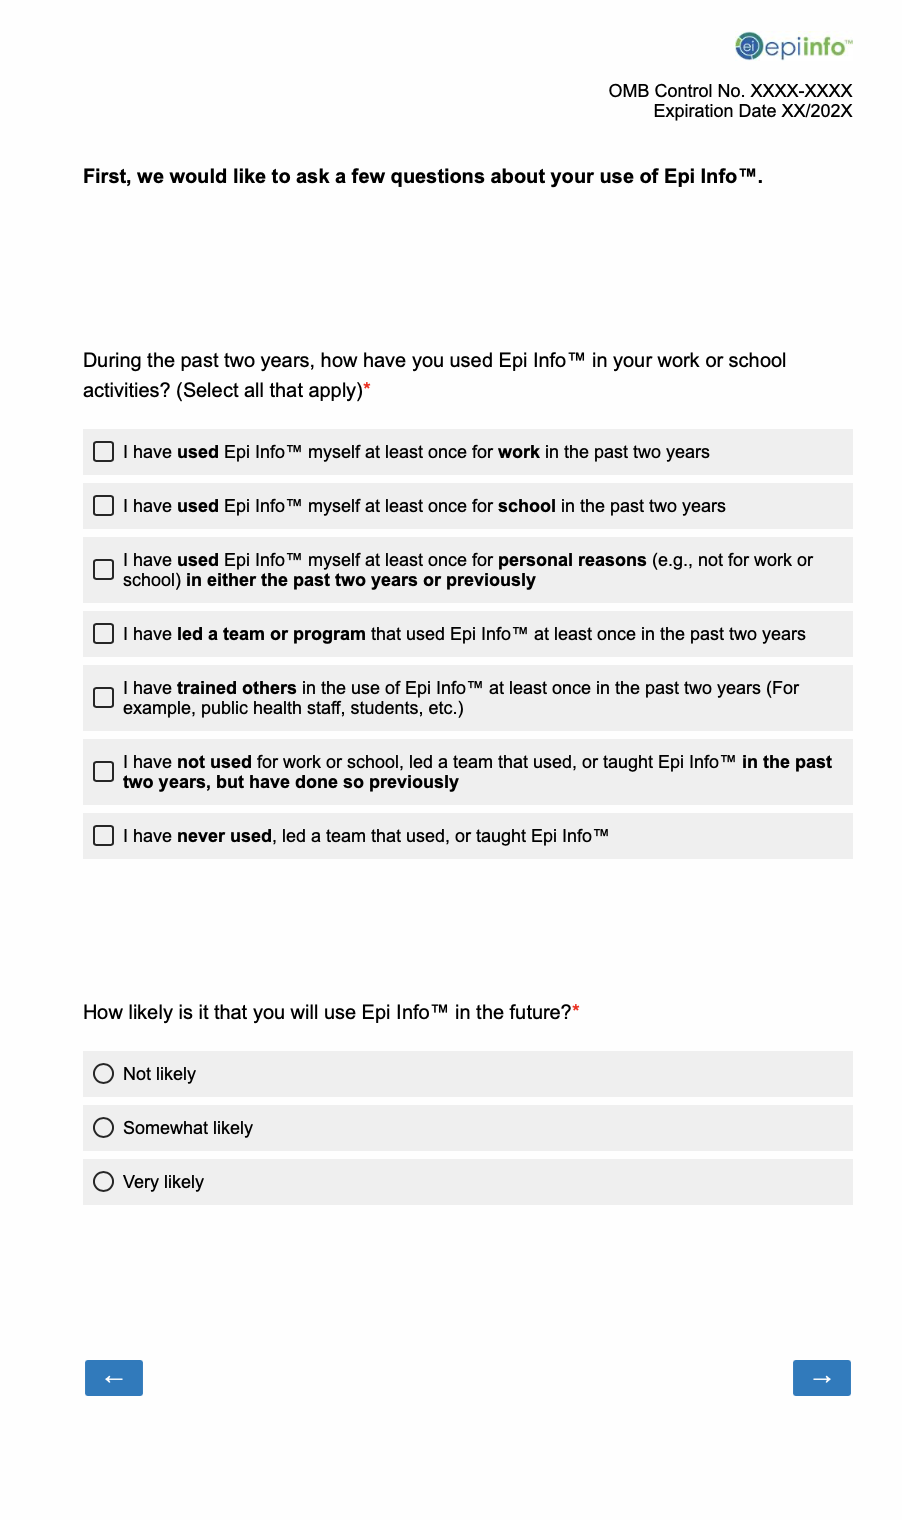 ei epiinfo™
OMB Control No. XXXX-XXXX
Expiration Date XX/202X
First, we would like to ask a few questions about your use of Epi Info™.
During the past two years, how have you used Epi Info™ in your work or school
activities? (Select all that apply)*
I have used Epi Info™ myself at least once for work in the past two years
I have used Epi Info™ myself at least once for school in the past two years
I have used Epi Info™ myself at least once for personal reasons (e.g., not for work or
school) in either the past two years or previously
I have led a team or program that used Epi Info™ at least once in the past two years
I have trained others in the use of Epi Info™ at least once in the past two years (For
example, public health staff, students, etc.)
I have not used for work or school, led a team that used, or taught Epi Info™ in the past
two years, but have done so previously
I have never used, led a team that used, or taught Epi Info™
How likely is it that you will use Epi Info™ in the future?*
Not likely
Somewhat likely
Very likely
← →